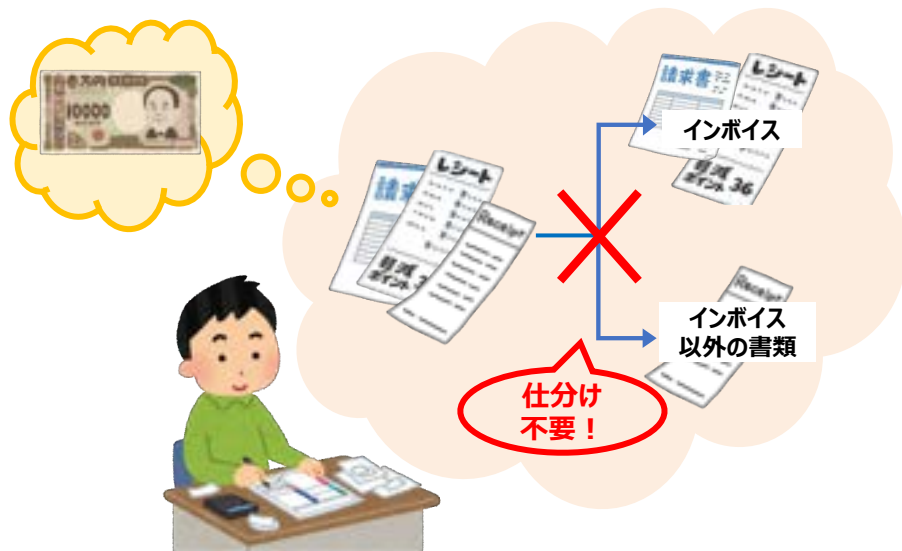 10000
請求書
レシート
軽減
ポイント 36
インボイス
請求
レシート
Receipt
軽減
ポイント 3
Receipt
インボイス
以外の書類
仕分け
不要！